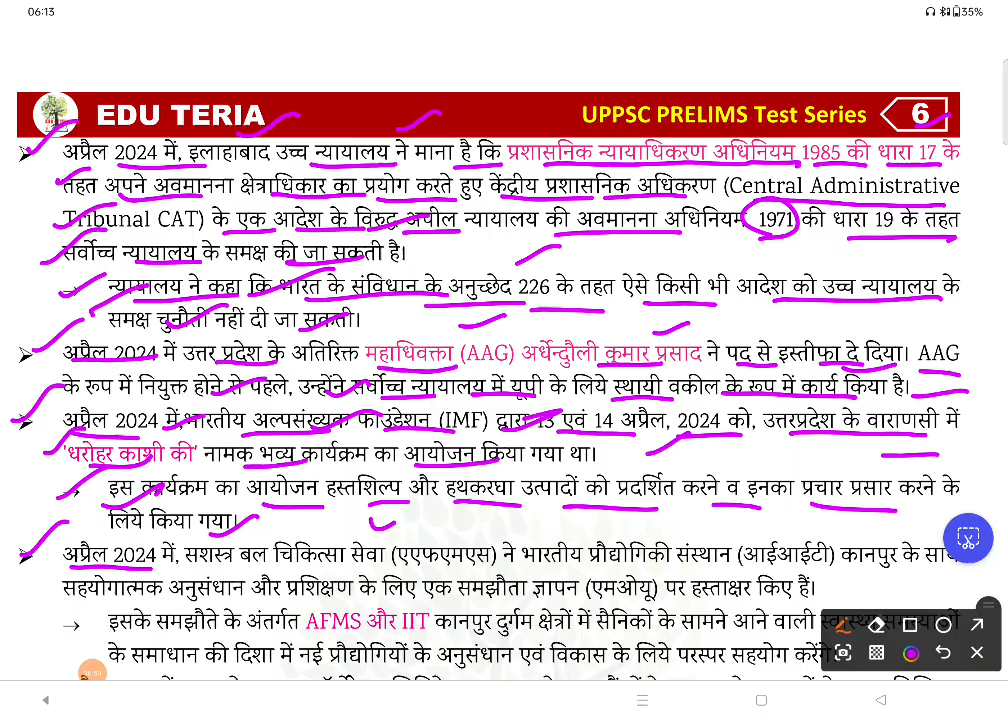 06:13
35%
EDU TERIA
UPPSC PRELIMS Test Series
6
➢ अप्रैल 2024 में, इलाहाबाद उच्च न्यायालय ने माना है कि प्रशासनिक न्यायाधिकरण अधिनियम 1985 की धारा 17 के
तहत अपने अवमानना क्षेत्राधिकार का प्रयोग करते हुए केंद्रीय प्रशासनिक अधिकरण (Central Administrative
Tribunal CAT) के एक आदेश के विरुद्ध अपील न्यायालय की अवमानना अधिनियम 1971 की धारा 19 के तहत
सर्वोच्च न्यायालय के समक्ष की जा सकती है।
→ न्यायालय ने कहा कि भारत के संविधान के अनुच्छेद 226 के तहत ऐसे किसी भी आदेश को उच्च न्यायालय के
समक्ष चुनौती नहीं दी जा सकती।
➢ अप्रैल 2024 में उत्तर प्रदेश के अतिरिक्त महाधिवक्ता (AAG) अर्धेन्दुौली कुमार प्रसाद ने पद से इस्तीफा दे दिया। AAG
के रूप में नियुक्त होने से पहले, उन्होंने सर्वोच्च न्यायालय में यूपी के लिये स्थायी वकील के रूप में कार्य किया है।
➢ अप्रैल 2024 में भारतीय अल्पसंख्यक फाउंडेशन (IMF) द्वारा 13 एवं 14 अप्रैल, 2024 को, उत्तरप्रदेश के वाराणसी में
'धरोहर काशी की' नामक भव्य कार्यक्रम का आयोजन किया गया था।
→ इस कार्यक्रम का आयोजन हस्तशिल्प और हथकरघा उत्पादों को प्रदर्शित करने व इनका प्रचार प्रसार करने के
लिये किया गया।
➢ अप्रैल 2024 में, सशस्त्र बल चिकित्सा सेवा (एएफएमएस) ने भारतीय प्रौद्योगिकी संस्थान (आईआईटी) कानपुर के साथ
सहयोगात्मक अनुसंधान और प्रशिक्षण के लिए एक समझौता ज्ञापन (एमओयू) पर हस्ताक्षर किए हैं।
→ इसके समझौते के अंतर्गत AFMS और IIT कानपुर दुर्गम क्षेत्रों में सैनिकों के सामने आने वाली स्वास्थ्य समस्याओं
के समाधान की दिशा में नई प्रौद्योगियों के अनुसंधान एवं विकास के लिये परस्पर सहयोग करेंगे